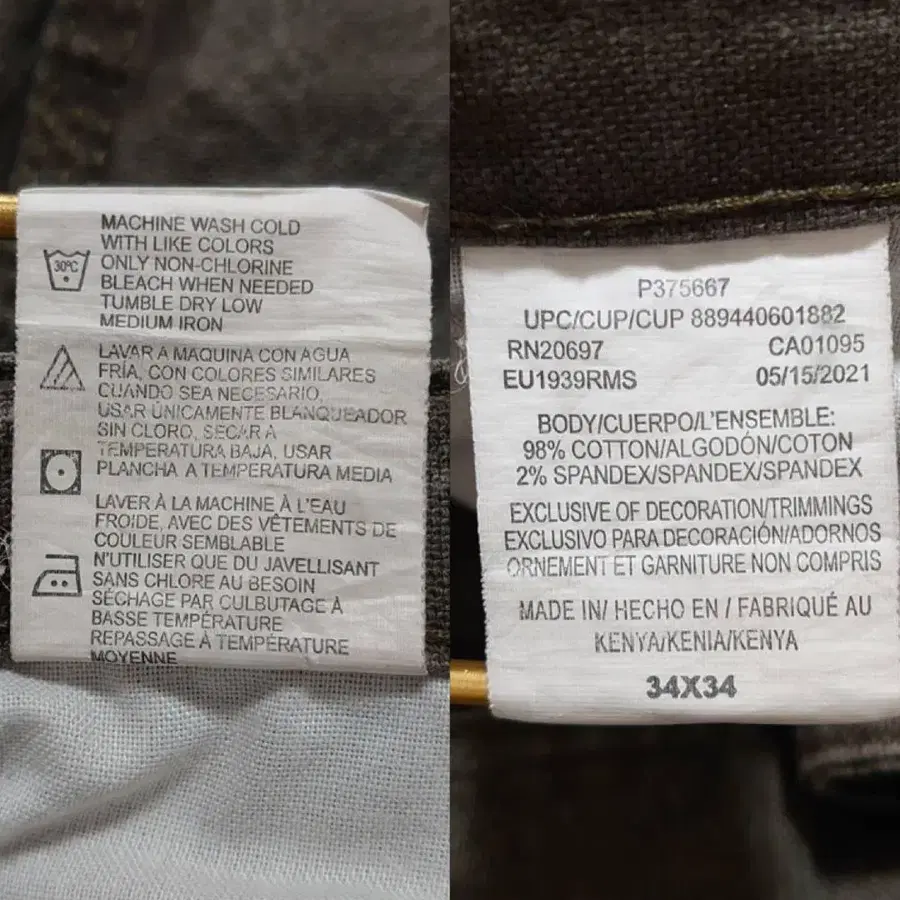 MACHINE WASH COLD
WITH LIKE COLORS
30ºC
ONLY NON-CHLORINE
BLEACH WHEN NEEDED
TUMBLE DRY LOW
MEDIUM IRON
LAVAR A MAQUINA CON AGUA
FRÍA, CON COLORES SIMILARES
CUANDO SEA NECESARIO,
USAR ÚNICAMENTE BLANQUEADOR
SIN CLORO, SECAR A
TEMPERATURA BAJA, USAR
PLANCHA A TEMPERATURA MEDIA
LAVER À LA MACHINE À L'EAU
FROIDE, AVEC DES VÊTEMENTS DE
COULEUR SEMBLABLE
N'UTILISER QUE DU JAVELLISANT
SANS CHLORE AU BESOIN
SÉCHAGE PAR CULBUTAGE À
BASSE TEMPÉRATURE
REPASSAGE À TEMPÉRATURE
MOYENNE
P375667
UPC/CUP/CUP 889440601882
RN20697 CA01095
EU1939RMS 05/15/2021
BODY/CUERPO/L'ENSEMBLE:
98% COTTON/ALGODÓN/COTON
2% SPANDEX/SPANDEX/SPANDEX
EXCLUSIVE OF DECORATION/TRIMMINGS
EXCLUSIVO PARA DECORACIÓN/ADORNOS
ORNEMENT ET GARNITURE NON COMPRIS
MADE IN/ HECHO EN / FABRIQUÉ AU
KENYA/KENIA/KENYA
34X34